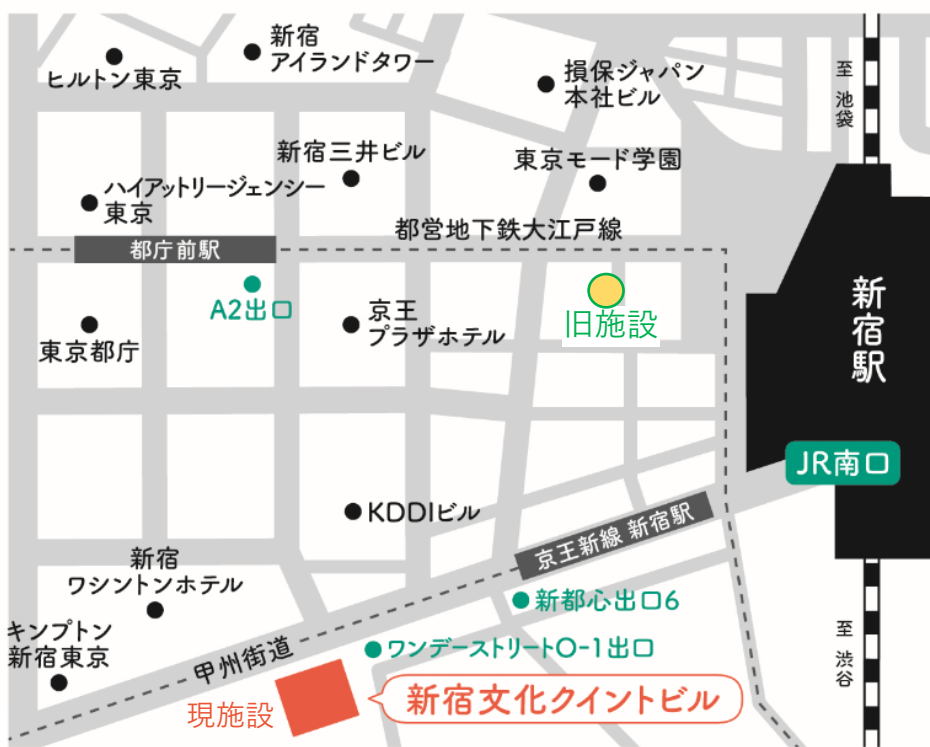 新宿
アイランドタワー
ヒルトン東京
損保ジャパン
本社ビル
至 池袋
新宿三井ビル
東京モード学園
ハイアットリージェンシー
東京
都営地下鉄大江戸線
都庁前駅
A2出口
京王
プラザホテル
旧施設
新宿駅
東京都庁
JR南口
KDDIビル
京王新線 新宿駅
新宿
ワシントンホテル
新都心出口6
キンプトン
新宿東京
甲州街道
ワンデーストリートO-1出口
至 渋谷
現施設
新宿文化クイントビル